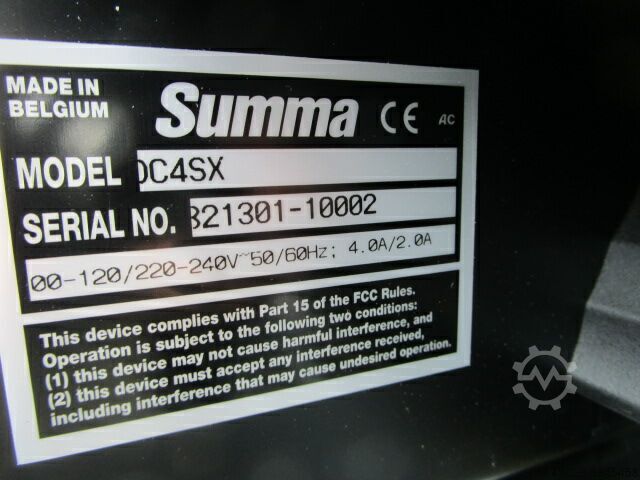 MADE IN
BELGIUM
Summa CE AC
MODEL DC4SX
SERIAL NO. 821301-10002
00-120/220-240V~50/60Hz; 4.0A/2.0A
This device complies with Part 15 of the FCC Rules.
Operation is subject to the following two conditions:
(1) this device may not cause harmful interference, and
(2) this device must accept any interference received,
including interference that may cause undesired operation.